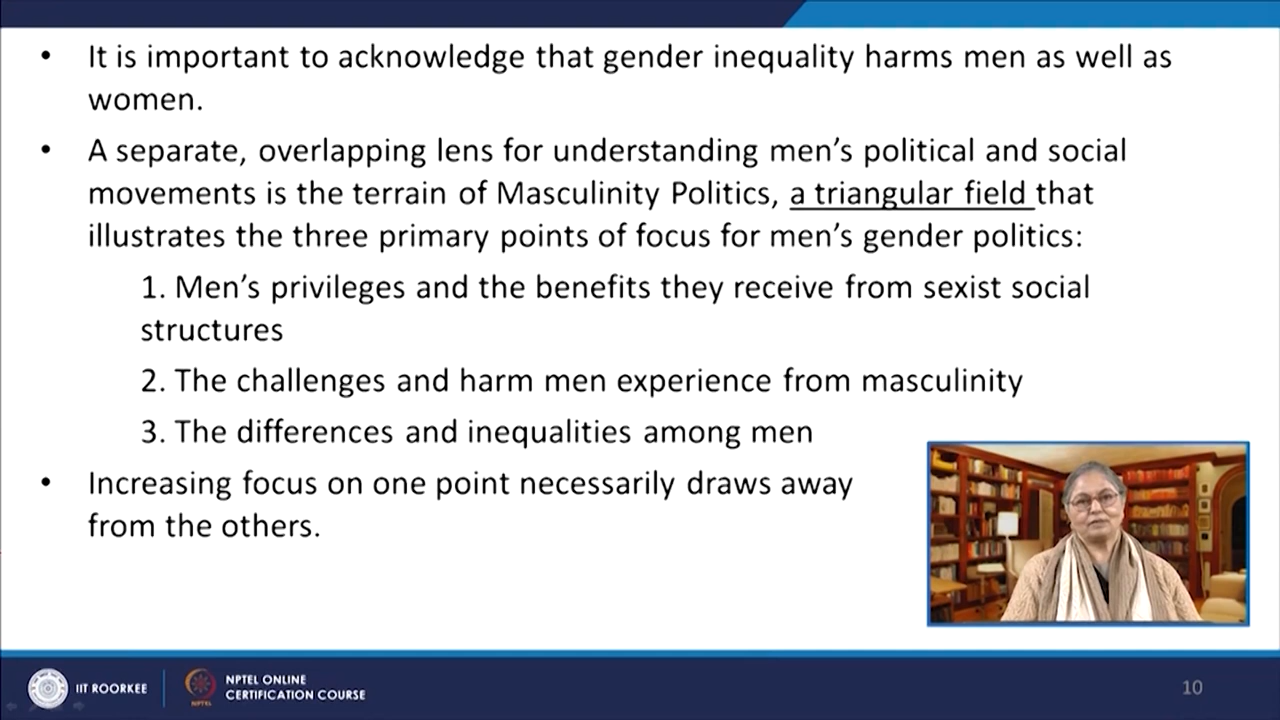 • It is important to acknowledge that gender inequality harms men as well as
women.
• A separate, overlapping lens for understanding men's political and social
movements is the terrain of Masculinity Politics, a triangular field that
illustrates the three primary points of focus for men's gender politics:
1. Men's privileges and the benefits they receive from sexist social
structures
2. The challenges and harm men experience from masculinity
3. The differences and inequalities among men
• Increasing focus on one point necessarily draws away
from the others.
IIT ROORKEE
NPTEL
NPTEL ONLINE
CERTIFICATION COURSE
10